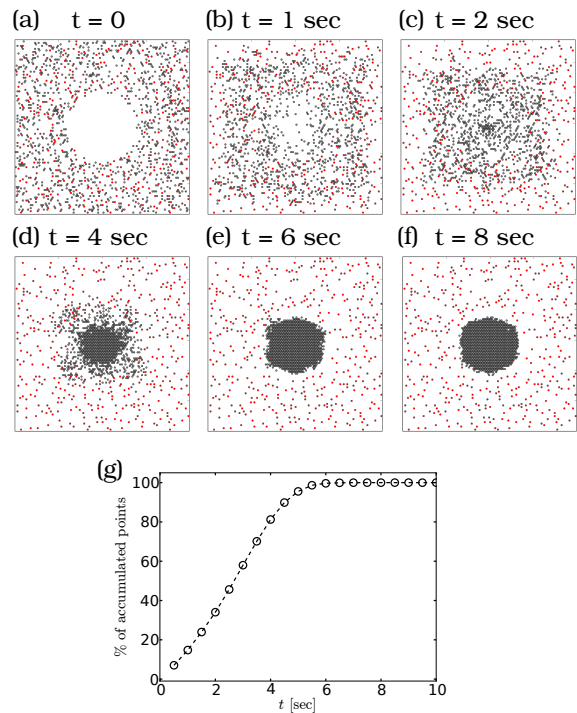 (a) t = 0
(b) t = 1 sec
(c) t = 2 sec
(d) t = 4 sec
(e) t = 6 sec
(f) t = 8 sec
(g)
% of accumulated points
100
80
60
40
20
0
0 2 4 6 8 10
t [sec]